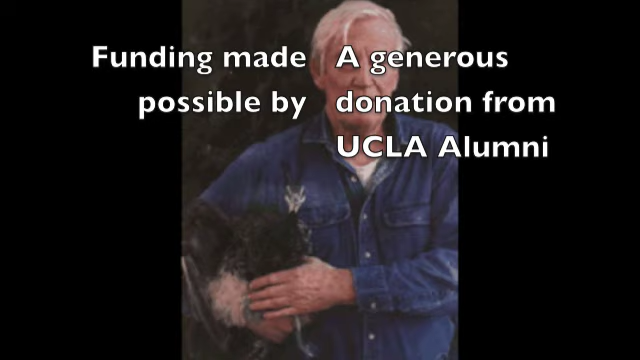 Funding made
possible by
A generous
donation from
UCLA Alumni